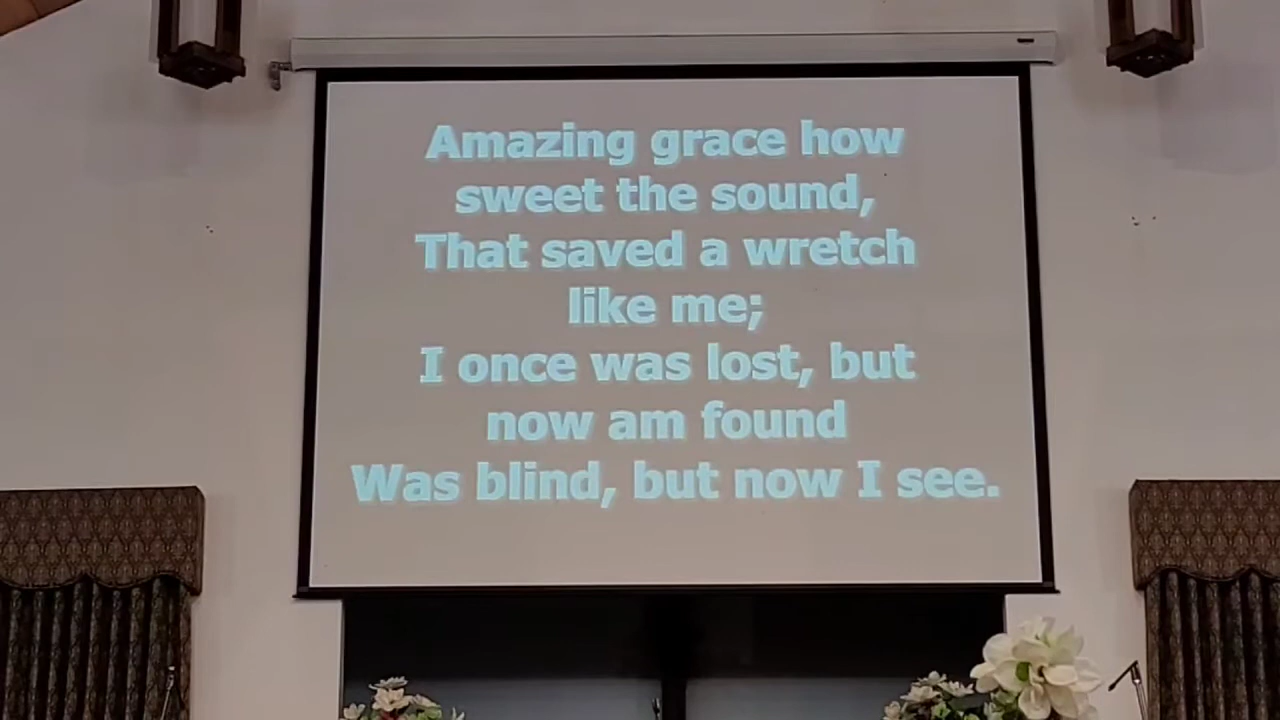 Amazing grace how
sweet the sound,
That saved a wretch
like me;
I once was lost, but
now am found
Was blind, but now I see.